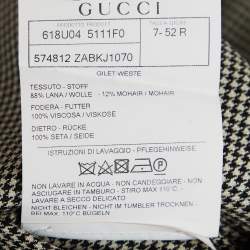 GUCCI
PRODOTTO PRODUCT
TAGLIA SIZE
618U04 5111F0
7- 52 R
574812 ZABKJ1070
GILET-WESTE
TESSUTO - STOFF
88% LANA / WOLLE - 12% MOHAIR / MOHAIR
FODERA - FUTTER
100% VISCOSA / VISKOSE
DIETRO - RÜCKE
100% SETA / SEIDE
ISTRUZIONI DI LAVAGGIO - PFLEGEHINWEISE
NON LAVARE IN ACQUA - NON CANDEGGIARE
NON ASCIUGARE - STIRO MAX 110°C
LAVARE A SECCO DELICATO
NICHT WASCHEN - NICHT BLEICHEN
NICHT IM TUMBLER TROCKNEN
BEI MAX. 110°C BÜGELN